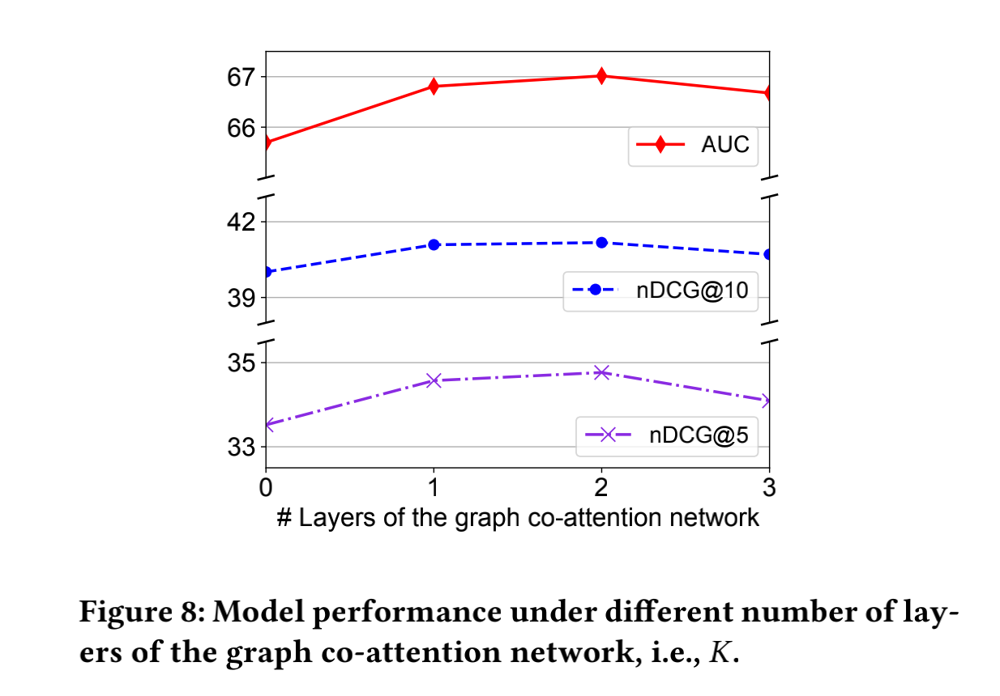 67
66
AUC
42
39
nDCG@10
35
33
nDCG@5
0 1 2 3
# Layers of the graph co-attention network
Figure 8: Model performance under different number of lay-
ers of the graph co-attention network, i.e., K.